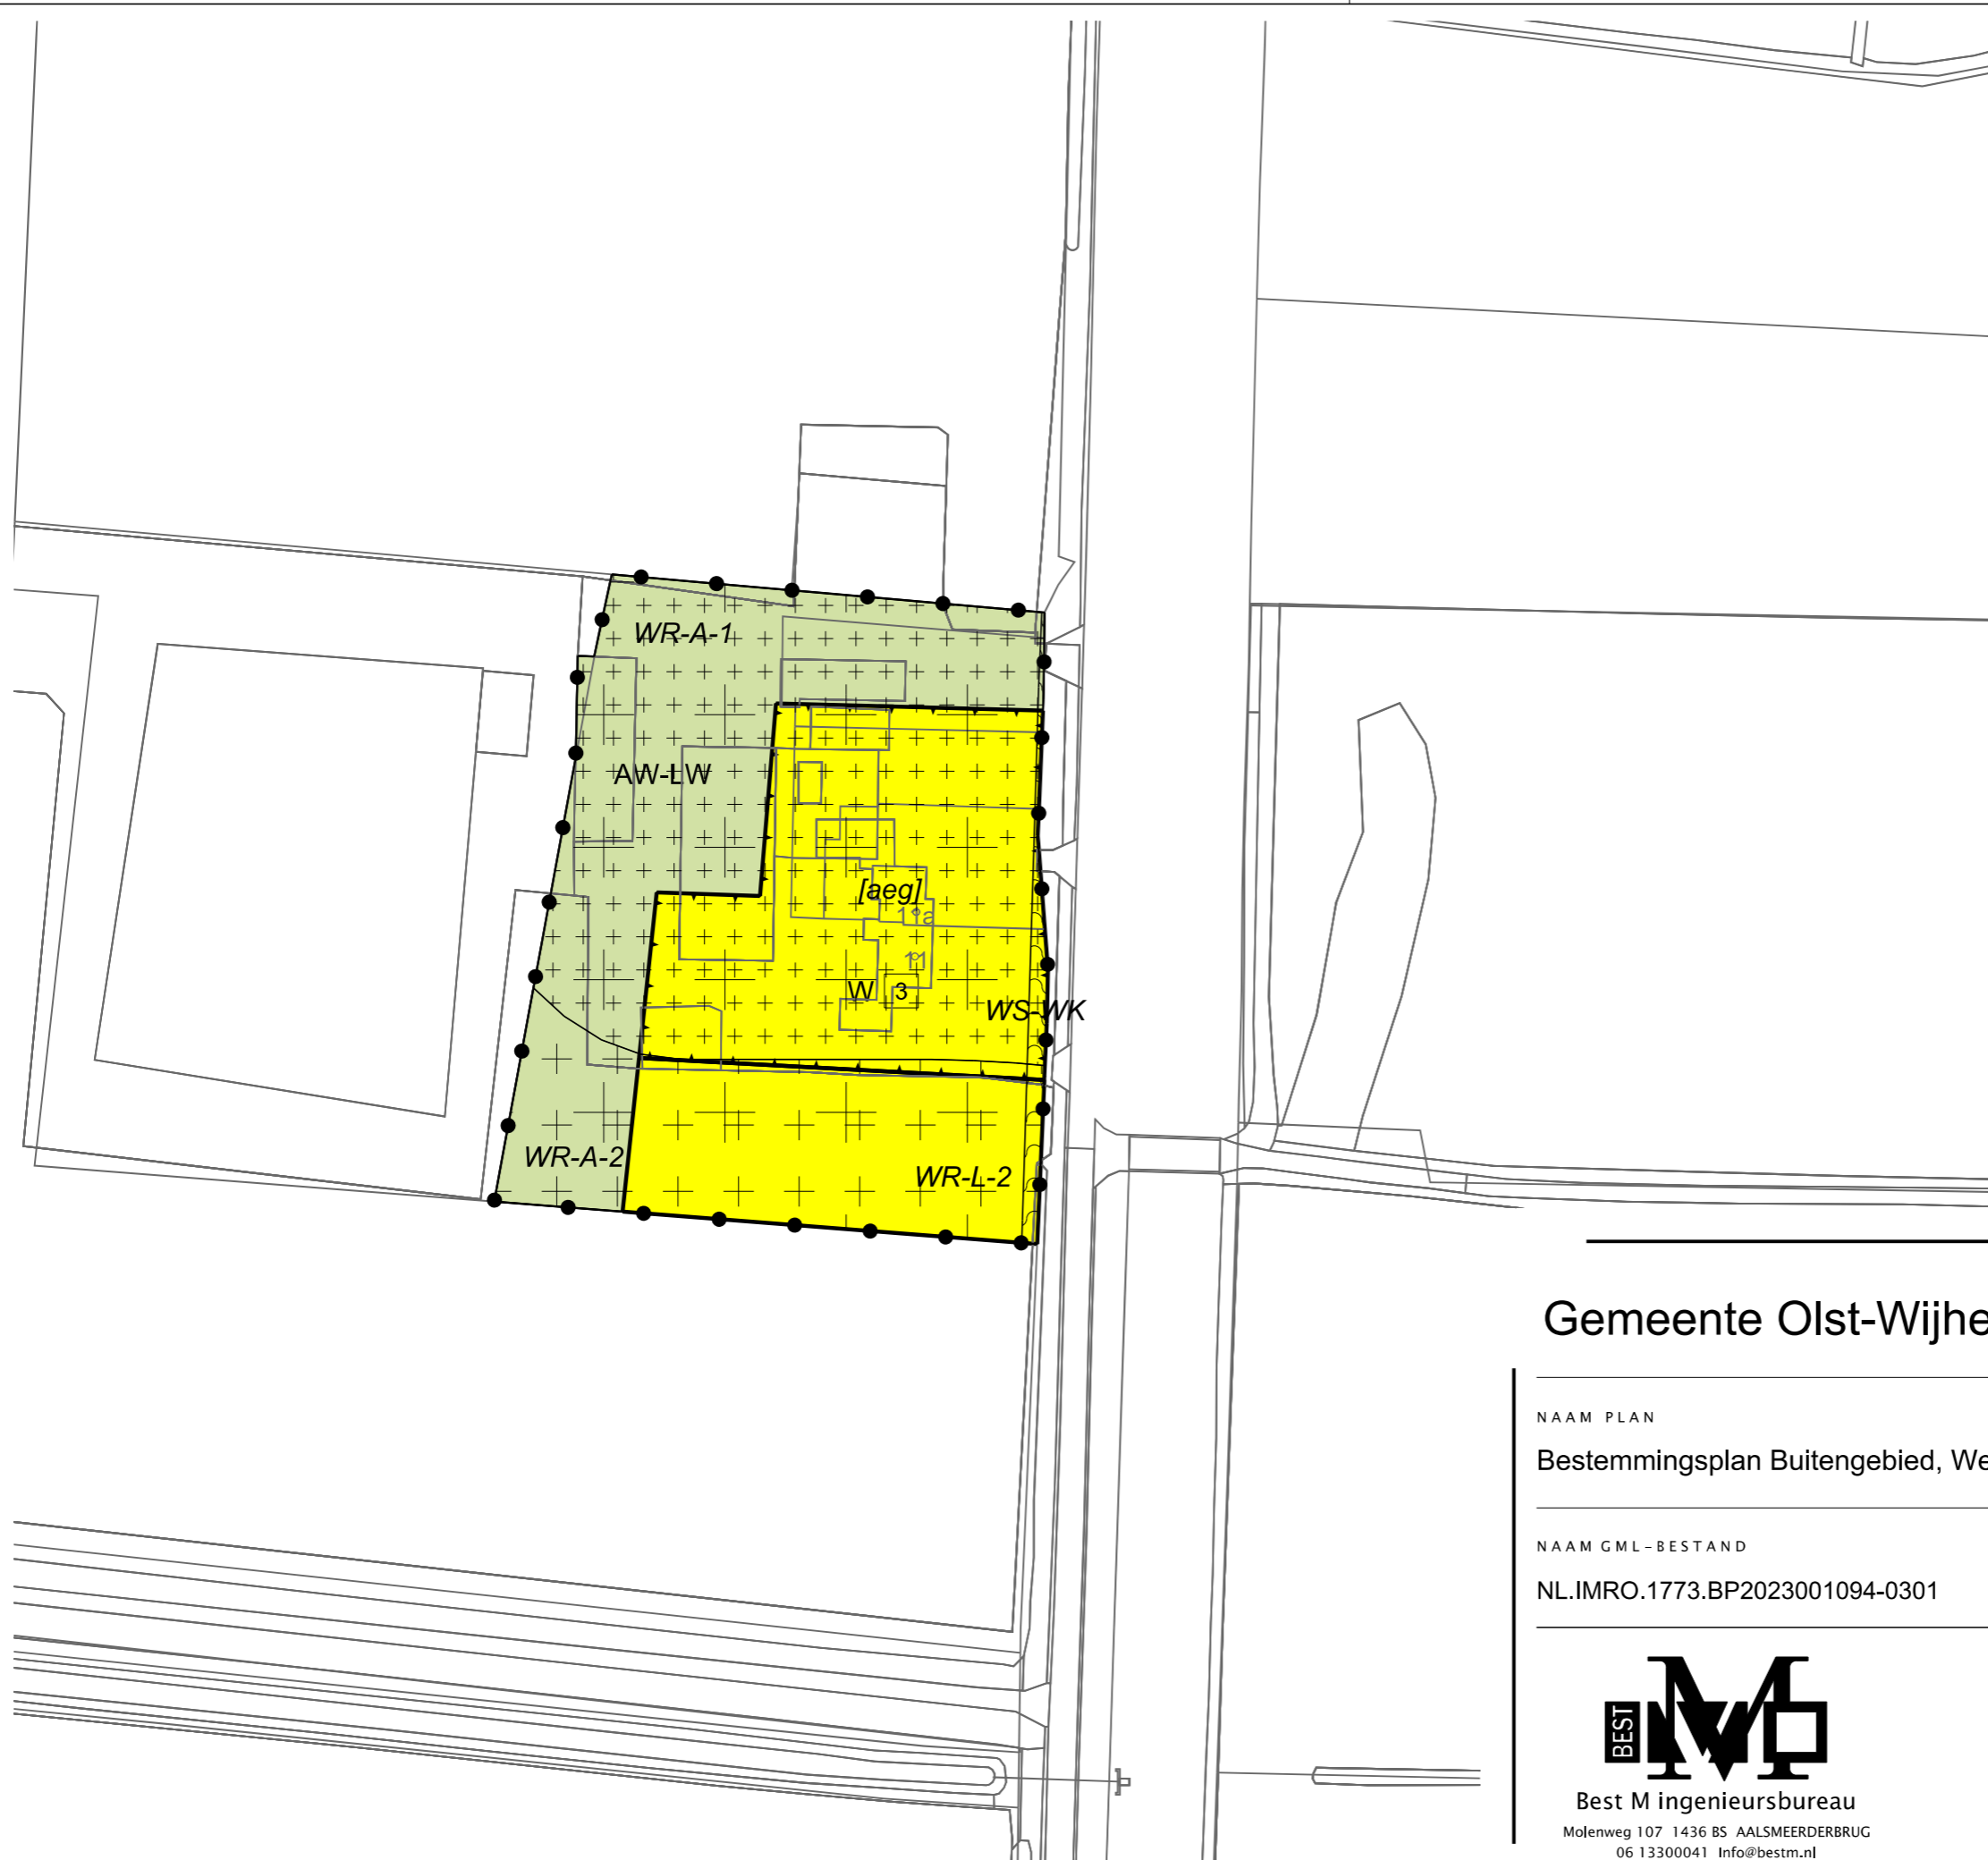 WR-A-1
AW-LW
[aeg]
11a
11
W 3
WS-WK
WR-A-2
WR-L-2
Gemeente Olst-Wijhe
NAAM PLAN
Bestemmingsplan Buitengebied, We
NAAM GML-BESTAND
NL.IMRO.1773.BP2023001094-0301
BEST
M
Best M ingenieursbureau
Molenweg 107 1436 BS AALSMEERDERBRUG
06 13300041 Info@bestm.nl